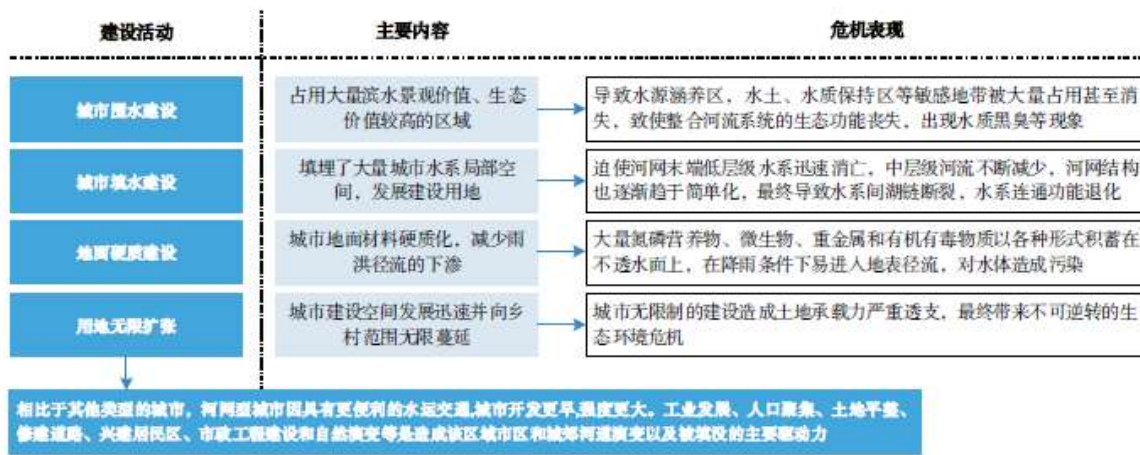 建设活动
主要内容
危机表现
城市围水建设
占用大量滨水景观价值、生态
价值较高的区域
导致水源涵养区，水土、水质保持区等敏感地带被大量占用甚至消
失，致使整合河流系统的生态功能丧失，出现水质黑臭等现象
城市填水建设
填埋了大量城市水系局部空
间，发展建设用地
迫使河网末端低层级水系迅速消亡，中层级河流不断减少，河网结构
也逐渐趋于简单化，最终导致水系间湖链断裂，水系连通功能退化
地面硬质建设
城市地面材料硬质化，减少雨
洪径流的下渗
大量氮磷营养物、微生物、重金属和有机有毒物质以各种形式积蓄在
不透水面上，在降雨条件下易进入地表径流，对水体造成污染
用地无限扩张
城市建设空间发展迅速并向乡
村范围无限蔓延
城市无限制的建设造成土地承载力严重透支，最终带来不可逆转的生
态环境危机
相比于其他类型的城市，河网型城市因具有更便利的水运交通,城市开发更早,强度更大。工业发展、人口聚集、土地平整、
修建道路、兴建居民区、市政工程建设和自然演变等是造成该区城市区和城郊河道演变以及被填没的主要驱动力